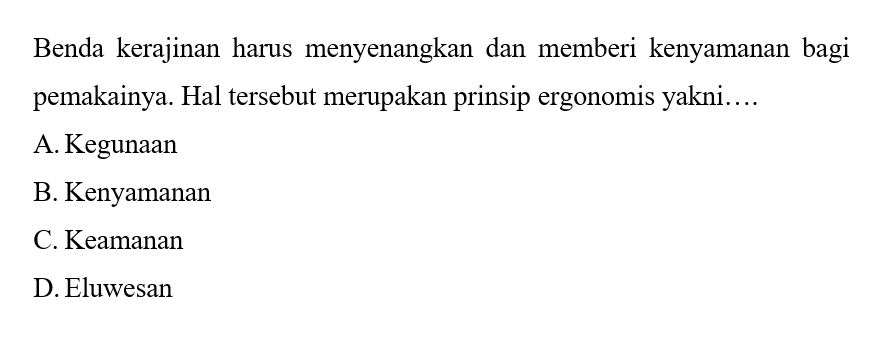 Benda kerajinan harus menyenangkan dan memberi kenyamanan bagi
pemakainya. Hal tersebut merupakan prinsip ergonomis yakni….
A. Kegunaan
B. Kenyamanan
C. Keamanan
D. Eluwesan